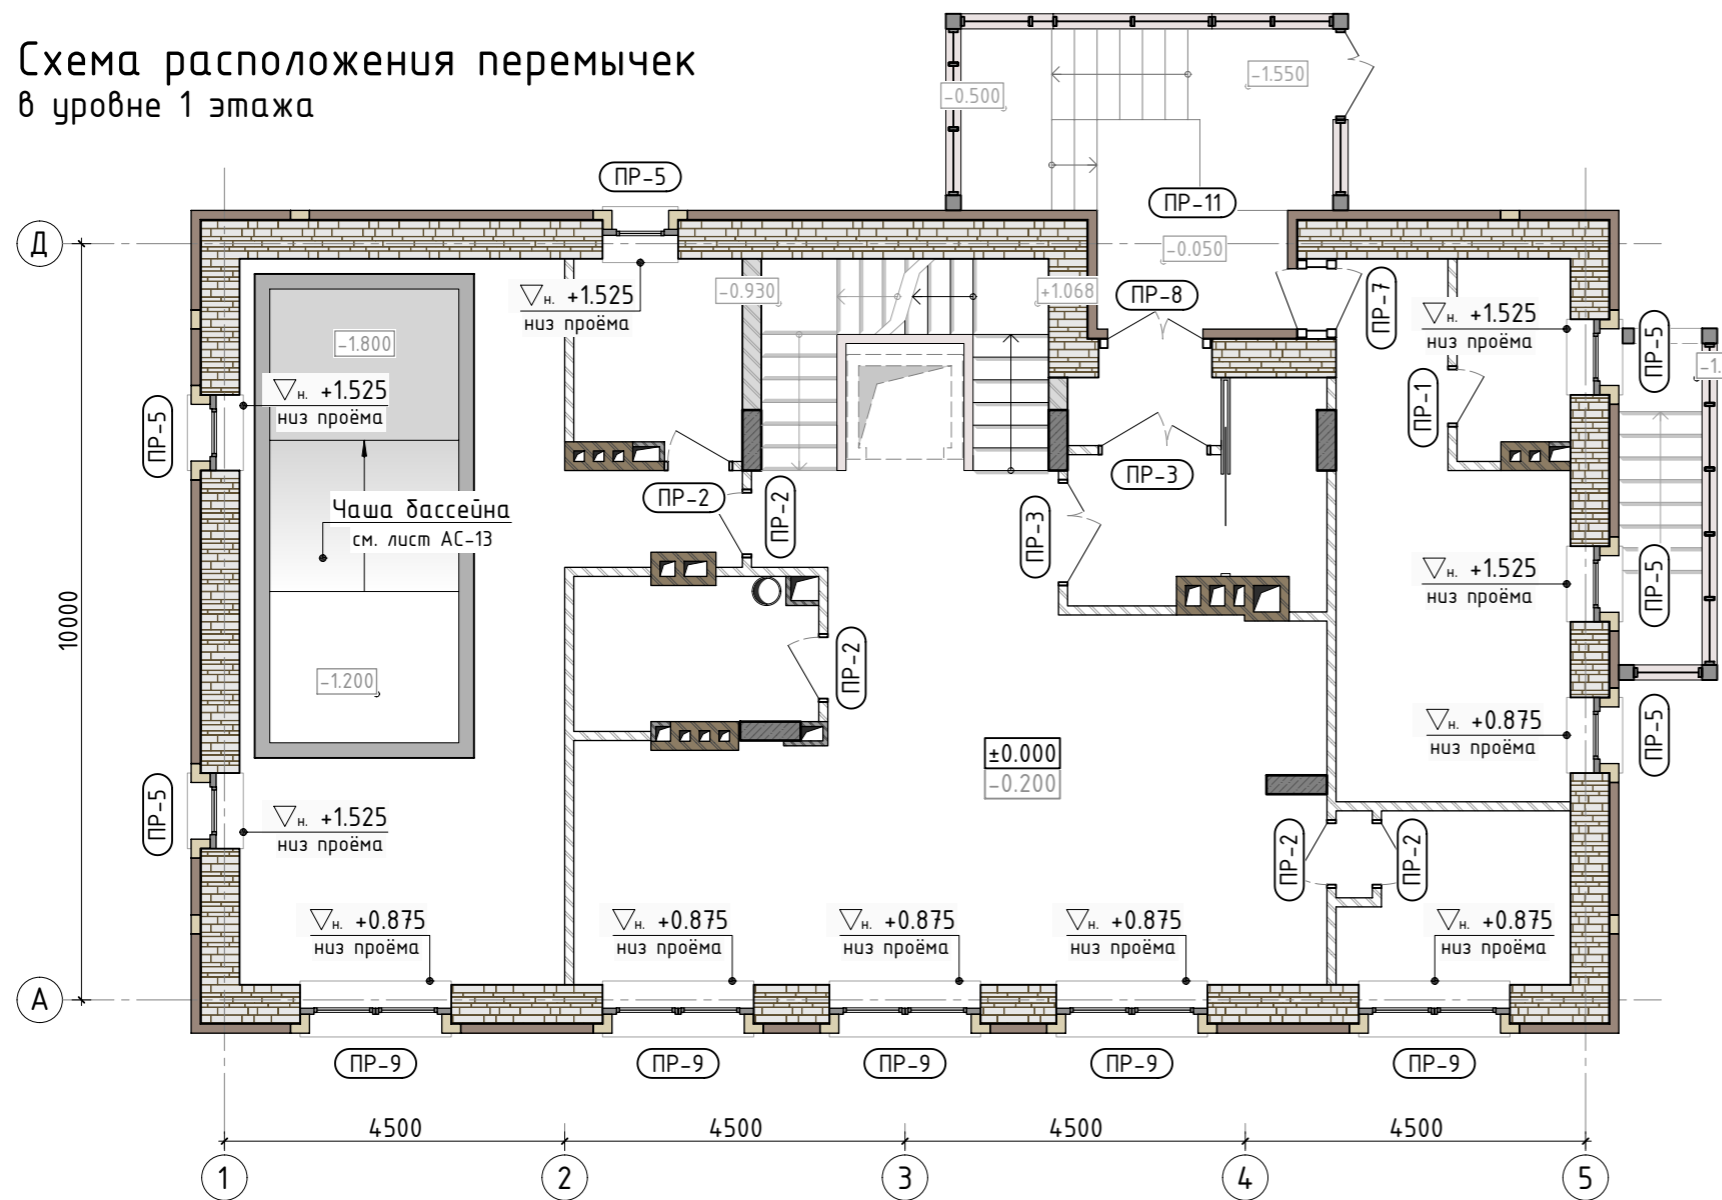 Схема расположения перемычек
в уровне 1 этажа
-1.550
-0.500
ПР-5
ПР-11
Д
-0.050
-0.930
+1.068
н. +1.525
низ проёма
ПР-8
ПР-7
н. +1.525
низ проёма
-1.800
ПР-5
-1.
н. +1.525
низ проёма
ПР-5
ПР-1
ПР-3
Чаша бассейна
см. лист АС-13
ПР-2
ПР-2
ПР-3
н. +1.525
низ проёма
ПР-5
10000
-1.200
ПР-2
н. +0.875
низ проёма
ПР-5
±0.000
-0.200
ПР-5
н. +1.525
низ проёма
ПР-2
ПР-2
н. +0.875
низ проёма
н. +0.875
низ проёма
н. +0.875
низ проёма
н. +0.875
низ проёма
н. +0.875
низ проёма
А
ПР-9
ПР-9
ПР-9
ПР-9
ПР-9
4500
4500
4500
4500
1
2
3
4
5